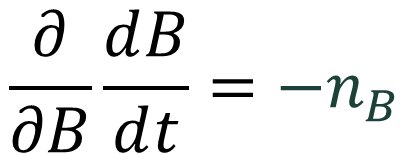 ∂/∂B dB/dt = −n_B